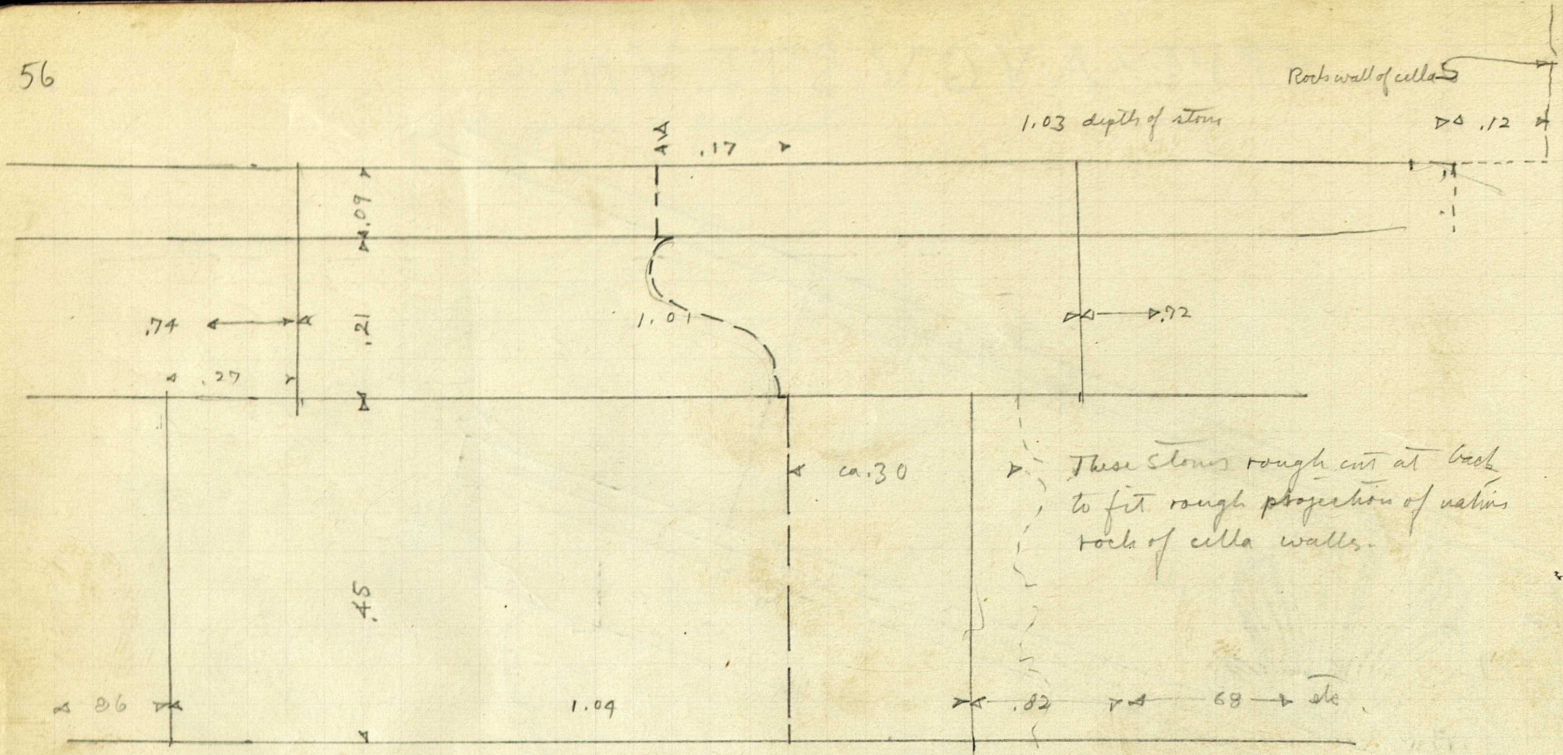 56
Rock wall of cella
1.03 depth of stone
.12
.17
.09
.74
.21
1.01
.72
.27
ca .30
These stones rough cut at back
to fit rough projection of native
rock of cella walls.
.45
.86
1.04
.82
.68
etc.